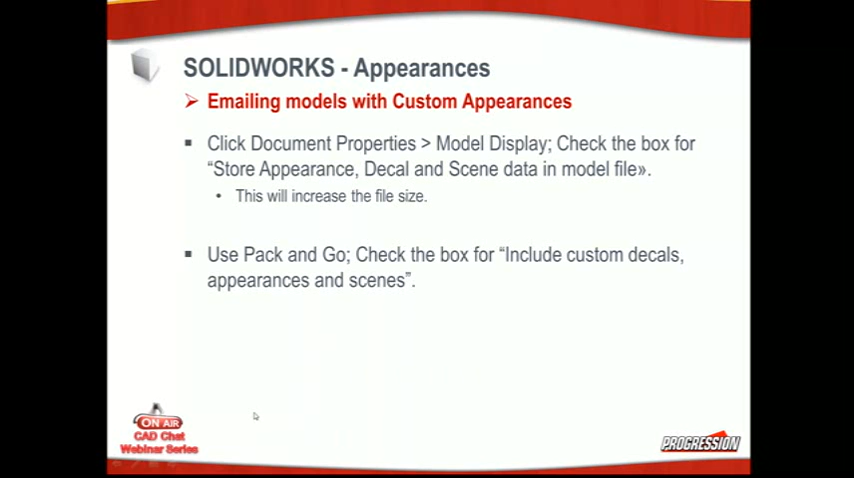 SOLIDWORKS - Appearances
Emailing models with Custom Appearances
Click Document Properties > Model Display; Check the box for
“Store Appearance, Decal and Scene data in model file».
This will increase the file size.
Use Pack and Go; Check the box for “Include custom decals,
appearances and scenes”.
ON AIR
CAD Chat
Webinar Series
PROGRESSION